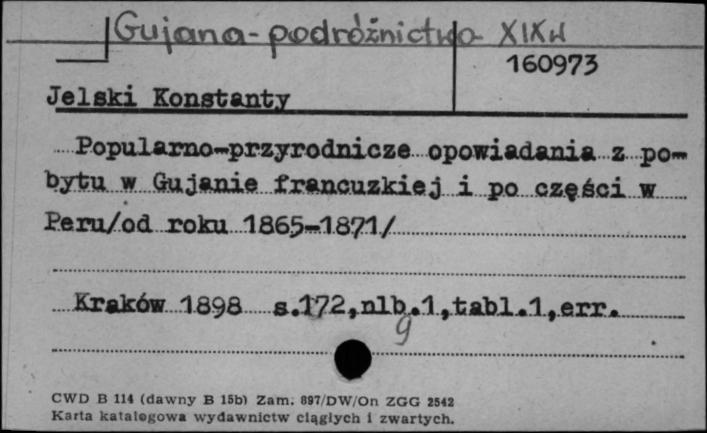 Gujana - podróżnictwo XIXw
160973
Jelski Konstanty
Popularno-przyrodnicze opowiadania z po-
bytu w Gujanie francuzkiej i po części w
Peru/od roku 1865-1871/
Kraków 1898 s.172,nlb.1,tabl.1,err.
g
CWD B 114 (dawny B 15b) Zam. 897/DW/On ZGG 2542
Karta katalogowa wydawnictw ciągłych i zwartych.